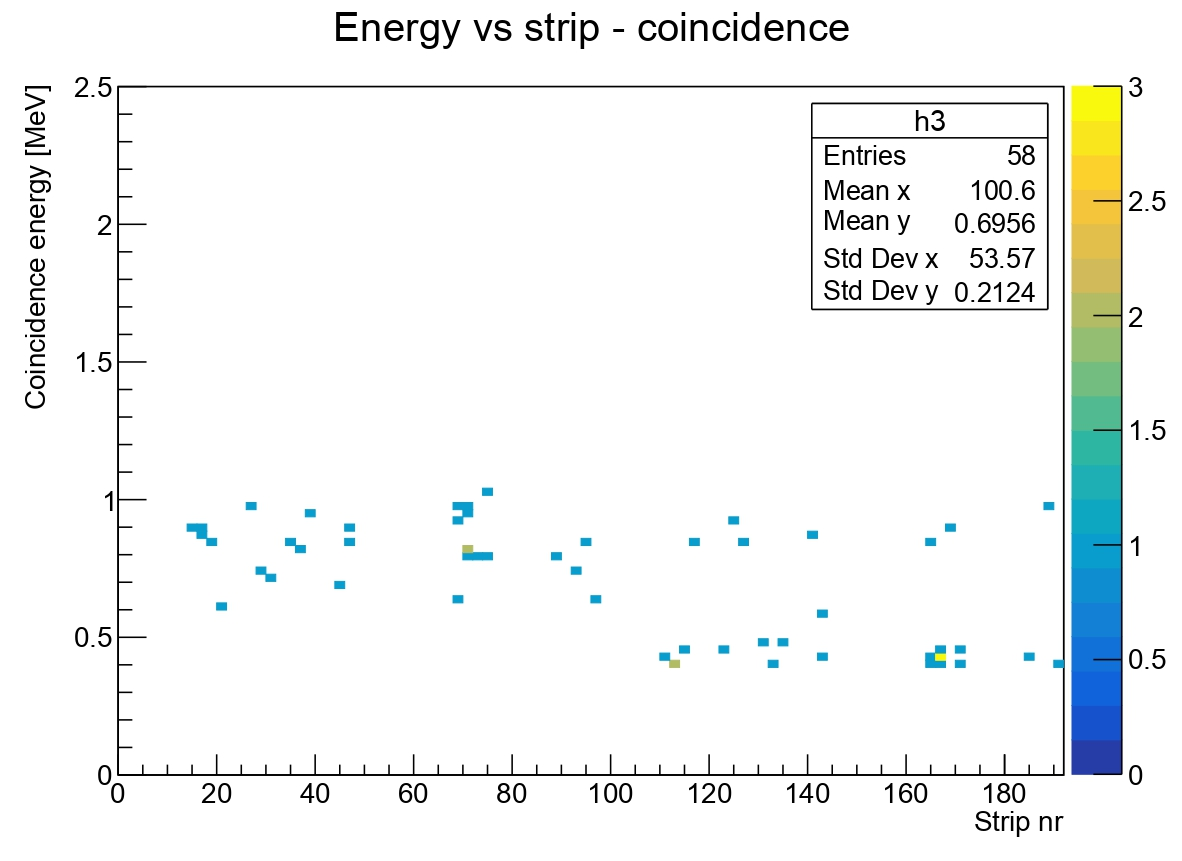 Energy vs strip - coincidence
Coincidence energy [MeV]
2.5
2
1.5
1
0.5
0
h3
Entries 58
Mean x 100.6
Mean y 0.6956
Std Dev x 53.57
Std Dev y 0.2124
3
2.5
2
1.5
1
0.5
0
0 20 40 60 80 100 120 140 160 180
Strip nr